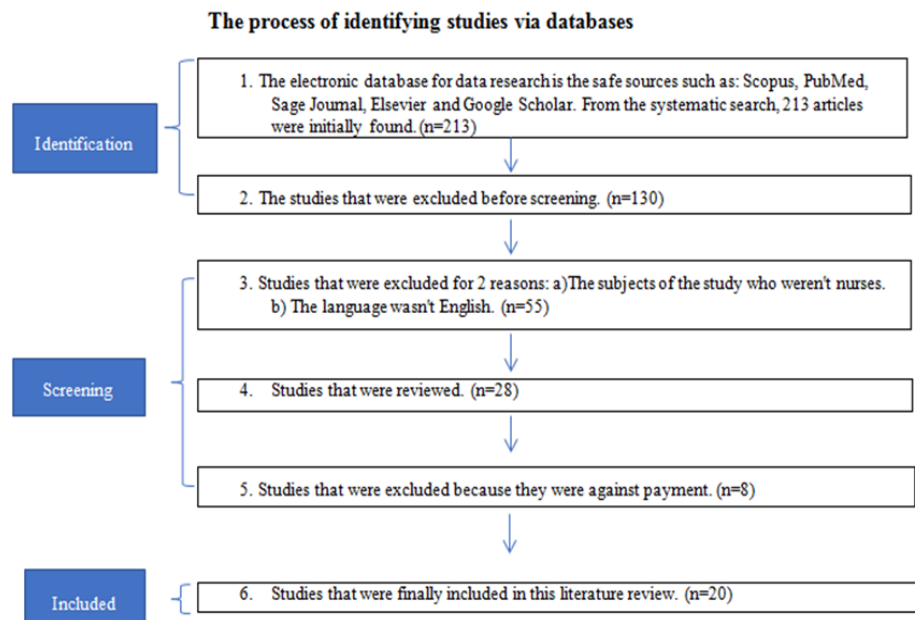 The process of identifying studies via databases
Identification
1. The electronic database for data research is the safe sources such as: Scopus, PubMed,
Sage Journal, Elsevier and Google Scholar. From the systematic search, 213 articles
were initially found. (n=213)
2. The studies that were excluded before screening. (n=130)
Screening
3. Studies that were excluded for 2 reasons: a)The subjects of the study who weren't nurses.
b) The language wasn't English. (n=55)
4. Studies that were reviewed. (n=28)
5. Studies that were excluded because they were against payment. (n=8)
Included
6. Studies that were finally included in this literature review. (n=20)